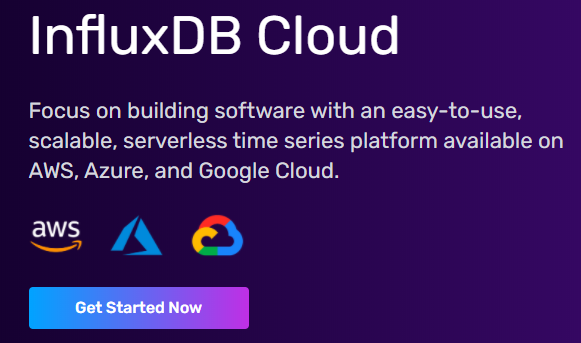 InfluxDB Cloud
Focus on building software with an easy-to-use,
scalable, serverless time series platform available on
AWS, Azure, and Google Cloud.
aws
Get Started Now